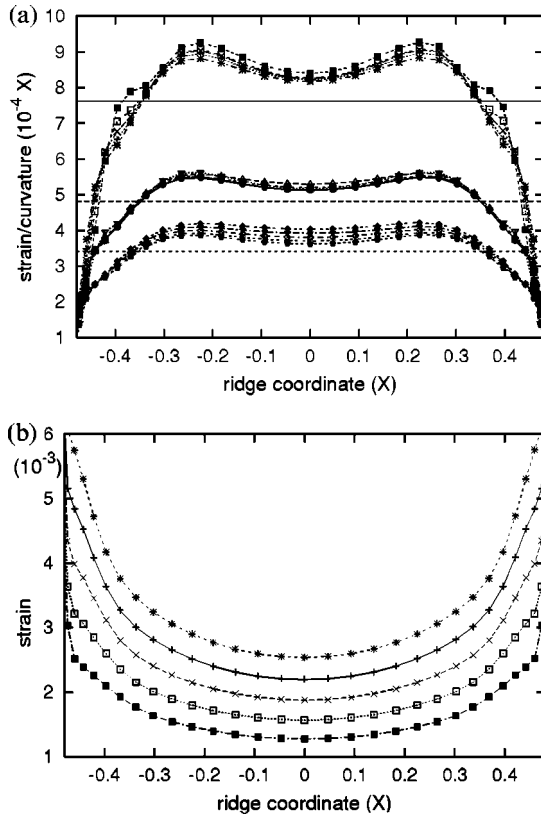 (a)
10
9
8
7
6
5
4
3
2
1
strain/curvature (10⁻⁴ X)
-0.4 -0.3 -0.2 -0.1 0 0.1 0.2 0.3 0.4
ridge coordinate (X)
(b)
6
(10⁻³)
5
4
3
2
1
strain
-0.4 -0.3 -0.2 -0.1 0 0.1 0.2 0.3 0.4
ridge coordinate (X)